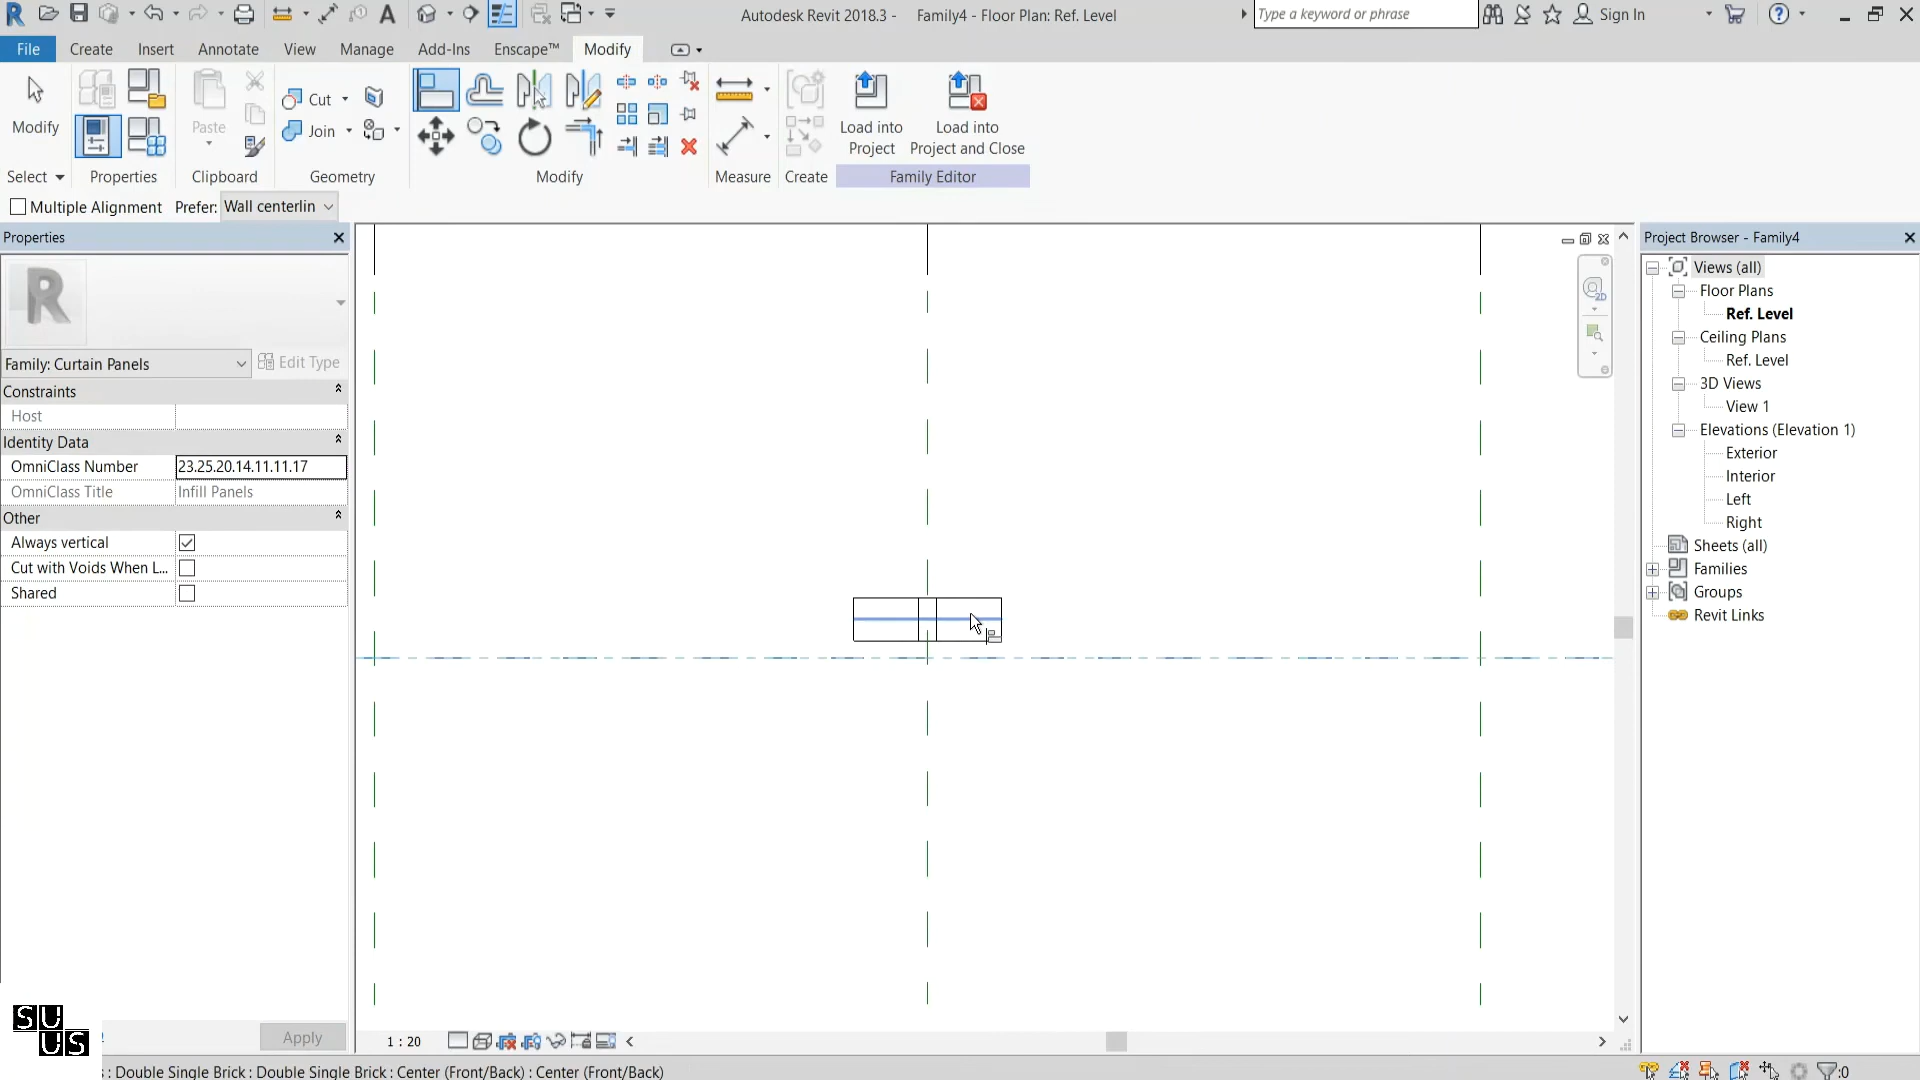 Autodesk Revit 2018.3 - Family4 - Floor Plan: Ref. Level
Type a keyword or phrase
Sign In
File Create Insert Annotate View Manage Add-Ins Enscape™ Modify
Modify
Paste
Cut
Join
Load into Project
Load into Project and Close
Select Properties Clipboard Geometry Modify Measure Create Family Editor
Multiple Alignment Prefer: Wall centerlin
Properties
R
Family: Curtain Panels
Edit Type
Constraints
Host
Identity Data
OmniClass Number 23.25.20.14.11.11.17
OmniClass Title Infill Panels
Other
Always vertical
Cut with Voids When L...
Shared
Apply
SU
US
2D
1 : 20
Project Browser - Family4
Views (all)
Floor Plans
Ref. Level
Ceiling Plans
Ref. Level
3D Views
View 1
Elevations (Elevation 1)
Exterior
Interior
Left
Right
Sheets (all)
Families
Groups
Revit Links
: Double Single Brick : Double Single Brick : Center (Front/Back) : Center (Front/Back)
:0